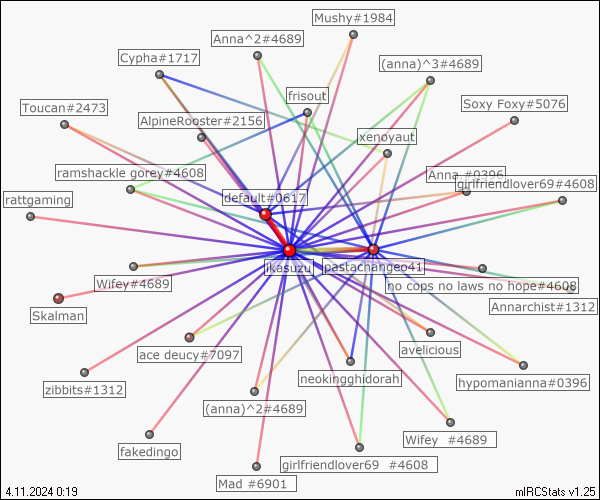 Mushy#1984
Anna^2#4689
Cypha#1717
(anna)^3#4689
frisout
Soxy Foxy#5076
Toucan#2473
AlpineRooster#2156
xenovaut
ramshackle gorey#4608
Anna #0396
girlfriendlover69#4608
rattgaming
default#0617
ikasuzu
pastachangeo41
Wifey#4689
no cops no laws no hope#4608
Annarchist#1312
Skalman
ace deucy#7097
avelicious
zibbits#1312
neokingghidorah
hypomanianna#0396
(anna)^2#4689
fakedingo
Wifey #4689
girlfriendlover69 #4608
Mad #6901
4.11.2024 0:19
mIRCStats v1.25